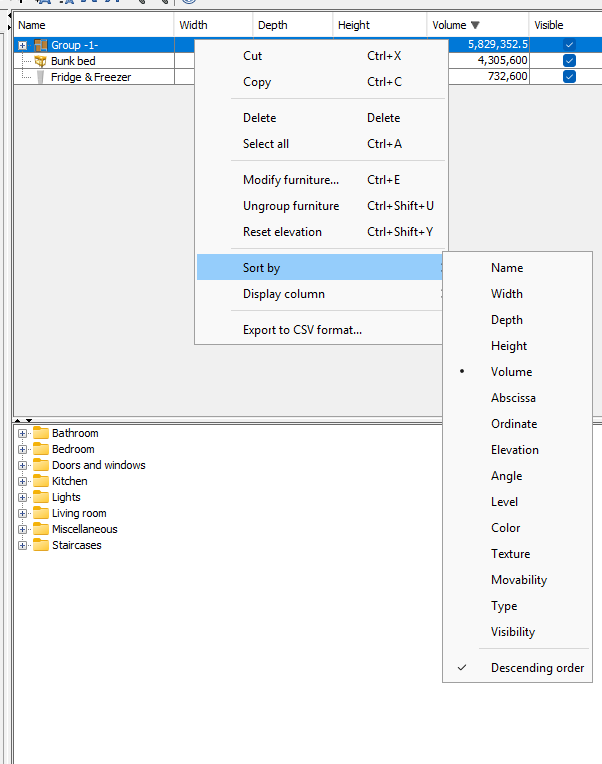 Name Width Depth Height Volume ▼ Visible
Group -1- 5,829,352.5
Bunk bed 4,305,600
Fridge & Freezer 732,600
Cut Ctrl+X
Copy Ctrl+C
Delete Delete
Select all Ctrl+A
Modify furniture... Ctrl+E
Ungroup furniture Ctrl+Shift+U
Reset elevation Ctrl+Shift+Y
Sort by
Display column
Export to CSV format...
Name
Width
Depth
Height
Volume
Abscissa
Ordinate
Elevation
Angle
Level
Color
Texture
Movability
Type
Visibility
Descending order
Bathroom
Bedroom
Doors and windows
Kitchen
Lights
Living room
Miscellaneous
Staircases